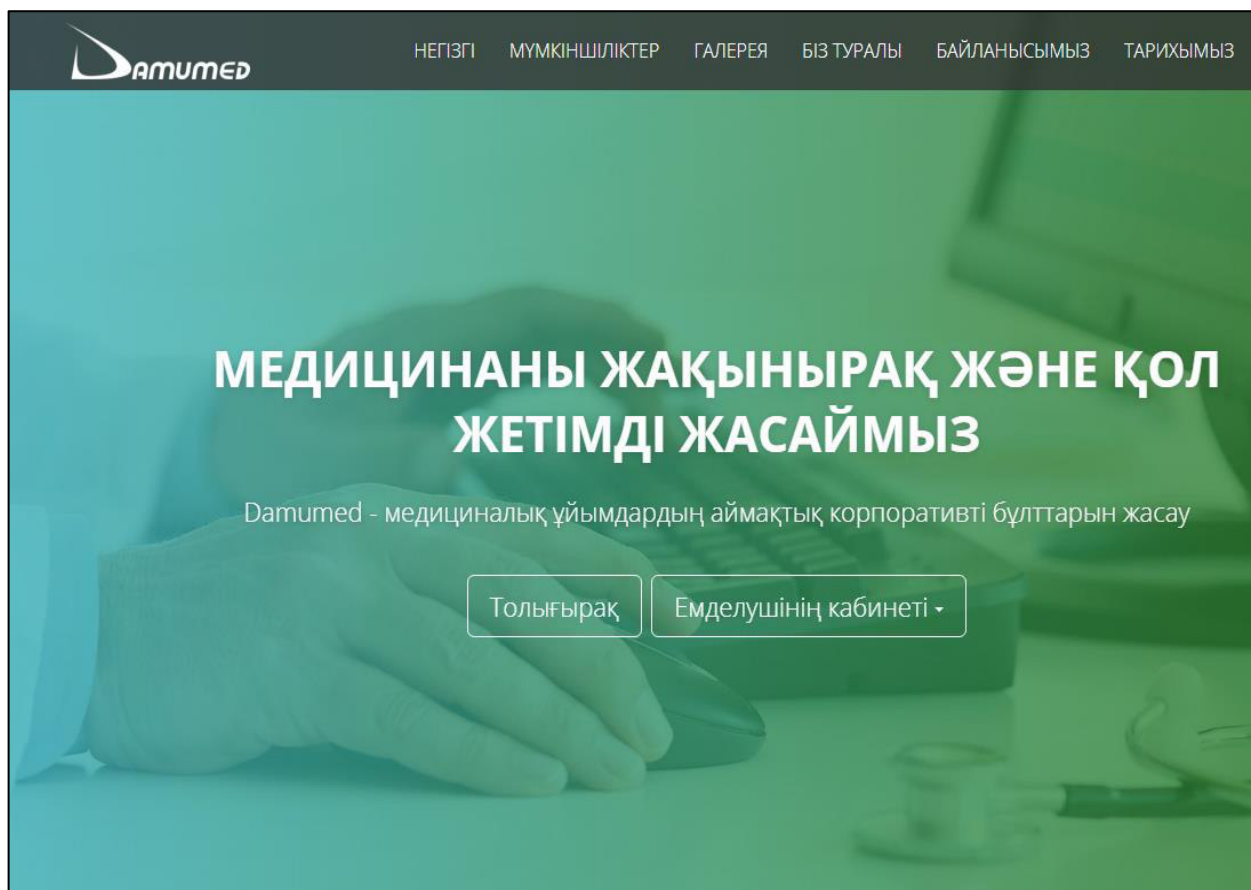 DAMUMED
НЕГІЗГІ МҮМКІНШІЛІКТЕР ГАЛЕРЕЯ БІЗ ТУРАЛЫ БАЙЛАНЫСЫМЫЗ ТАРИХЫМЫЗ
МЕДИЦИНАНЫ ЖАҚЫНЫРАҚ ЖӘНЕ ҚОЛ
ЖЕТІМДІ ЖАСАЙМЫЗ
Damumed - медициналық ұйымдардың аймақтық корпоративті бұлттарын жасау
Толығырақ
Емделушінің кабинеті